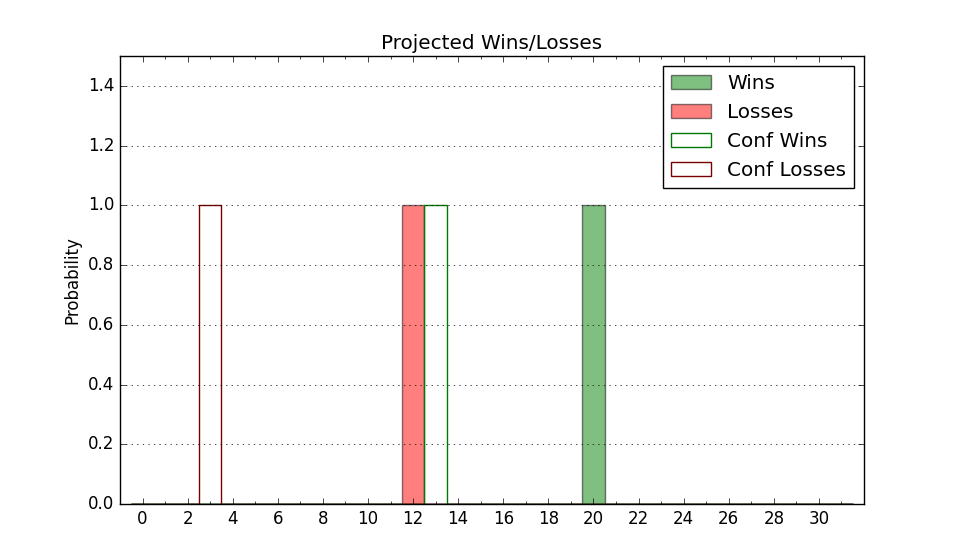 Projected Wins/Losses
Wins
Losses
Conf Wins
Conf Losses
Probability
1.4
1.2
1.0
0.8
0.6
0.4
0.2
0.0
0 2 4 6 8 10 12 14 16 18 20 22 24 26 28 30